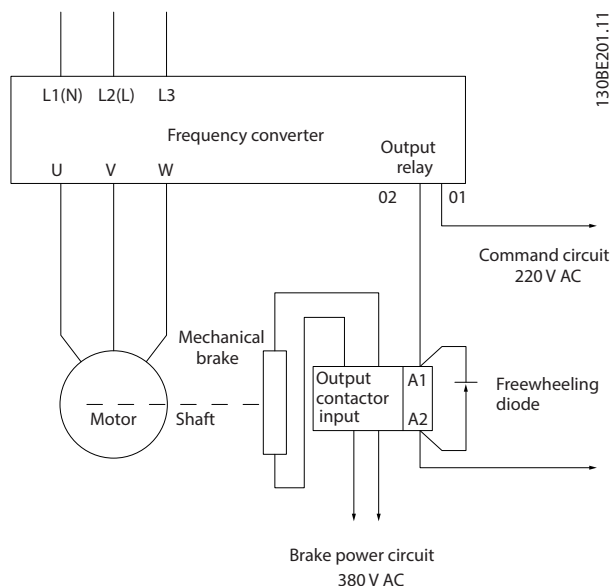 130BE201.11
L1(N) L2(L) L3
Frequency converter
Output
relay
U V W
02 01
Command circuit
220 V AC
Mechanical
brake
Output
contactor
input
A1
A2
Freewheeling
diode
Motor Shaft
Brake power circuit
380 V AC